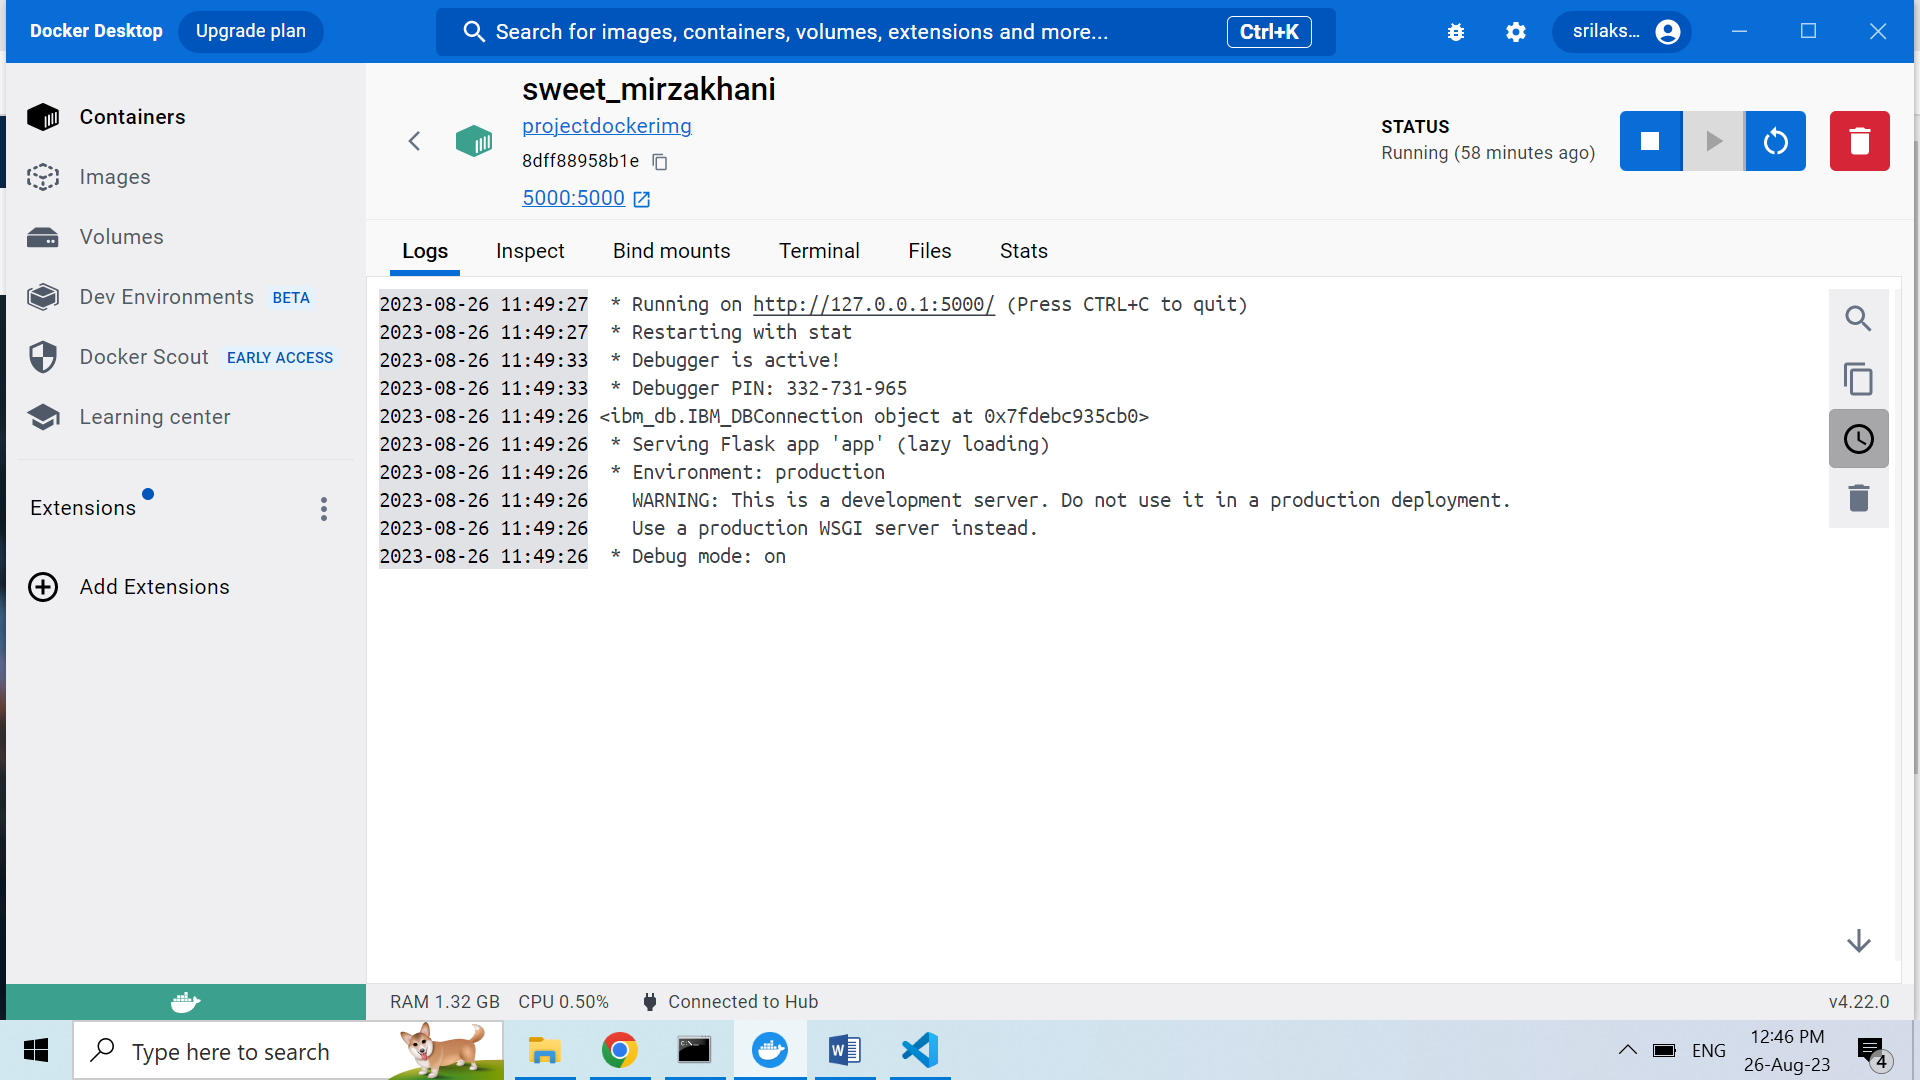 Docker Desktop
Upgrade plan
Search for images, containers, volumes, extensions and more...
Ctrl+K
srilaks...
Containers
Images
Volumes
Dev Environments BETA
Docker Scout EARLY ACCESS
Learning center
Extensions
Add Extensions
sweet_mirzakhani
projectdockerimg
8dff88958b1e
5000:5000
STATUS
Running (58 minutes ago)
Logs Inspect Bind mounts Terminal Files Stats
2023-08-26 11:49:27 * Running on http://127.0.0.1:5000/ (Press CTRL+C to quit)
2023-08-26 11:49:27 * Restarting with stat
2023-08-26 11:49:33 * Debugger is active!
2023-08-26 11:49:33 * Debugger PIN: 332-731-965
2023-08-26 11:49:26 <ibm_db.IBM_DBConnection object at 0x7fdebc935cb0>
2023-08-26 11:49:26 * Serving Flask app 'app' (lazy loading)
2023-08-26 11:49:26 * Environment: production
2023-08-26 11:49:26 WARNING: This is a development server. Do not use it in a production deployment.
2023-08-26 11:49:26 Use a production WSGI server instead.
2023-08-26 11:49:26 * Debug mode: on
RAM 1.32 GB CPU 0.50% Connected to Hub
v4.22.0
Type here to search
ENG
12:46 PM
26-Aug-23
4